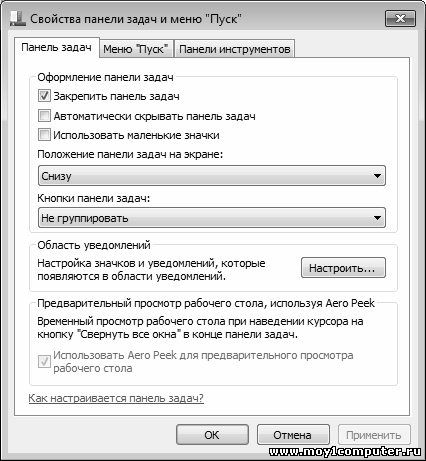 Свойства панели задач и меню "Пуск"
Панель задач
Меню "Пуск"
Панели инструментов
Оформление панели задач
Закрепить панель задач
Автоматически скрывать панель задач
Использовать маленькие значки
Положение панели задач на экране:
Снизу
Кнопки панели задач:
Не группировать
Область уведомлений
Настройка значков и уведомлений, которые
появляются в области уведомлений.
Настроить...
Предварительный просмотр рабочего стола, используя Aero Peek
Временный просмотр рабочего стола при наведении курсора на
кнопку "Свернуть все окна" в конце панели задач.
Использовать Aero Peek для предварительного просмотра
рабочего стола
Как настраивается панель задач?
ОК
Отмена
Применить
www.moy1computer.ru